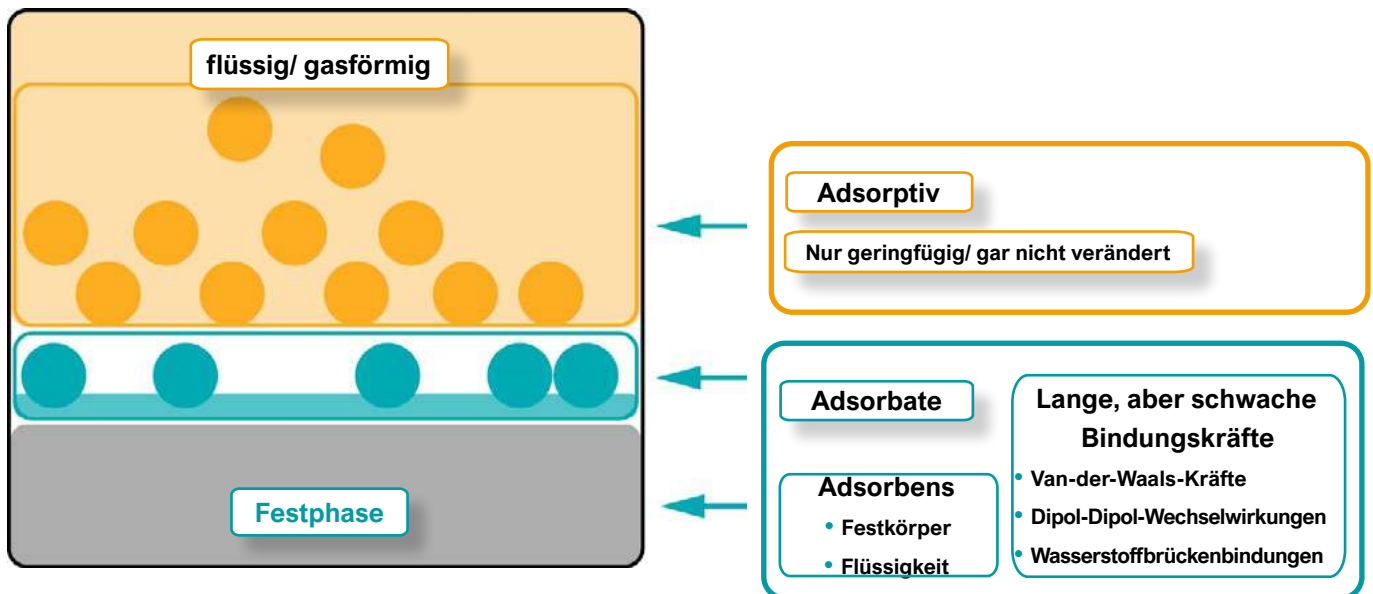 flüssig/ gasförmig
Adsorptiv
Nur geringfügig/ gar nicht verändert
Adsorbate
Adsorbens
• Festkörper
• Flüssigkeit
Lange, aber schwache
Bindungskräfte
• Van-der-Waals-Kräfte
• Dipol-Dipol-Wechselwirkungen
• Wasserstoffbrückenbindungen
Festphase